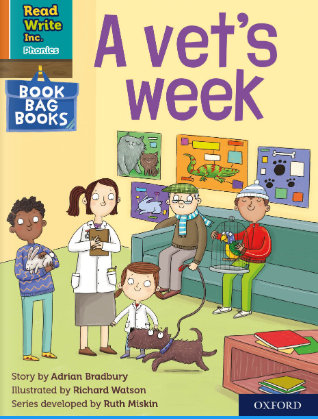 Read
Write
Inc.
Phonics
BOOK
BAG
BOOKS
A vet's
week
Story by Adrian Bradbury
Illustrated by Richard Watson
Series developed by Ruth Miskin
OXFORD